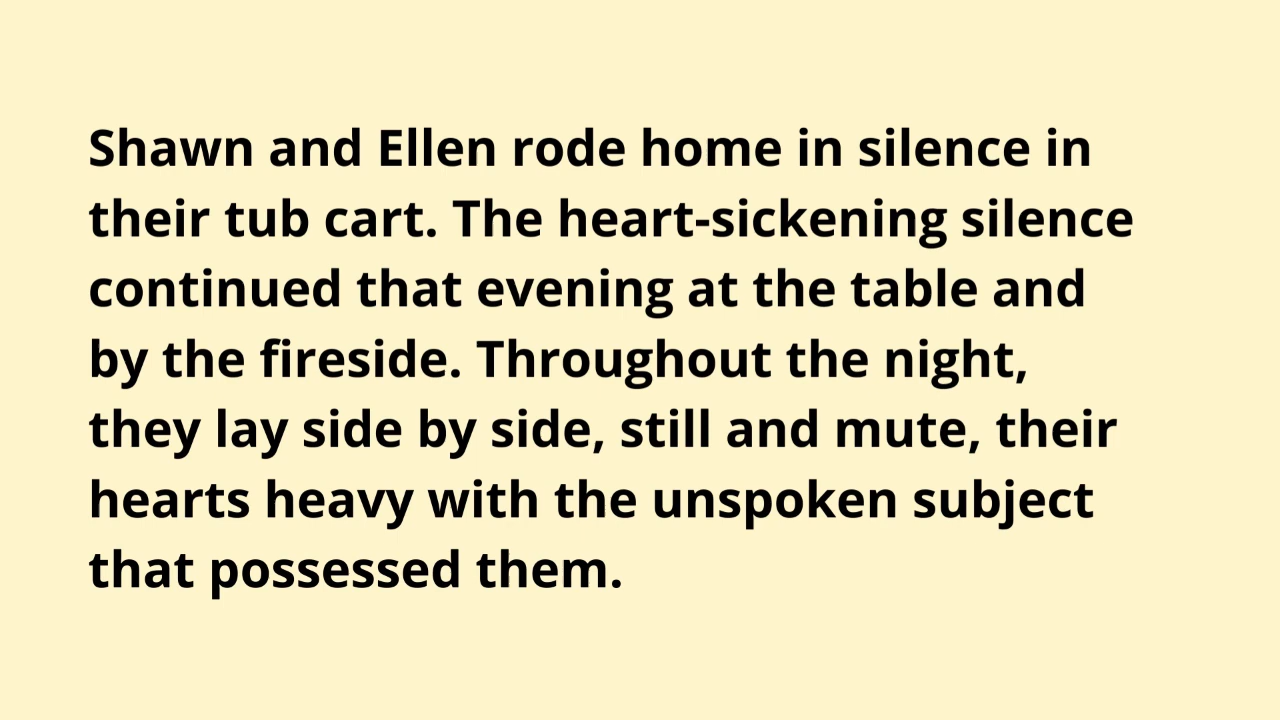 Shawn and Ellen rode home in silence in
their tub cart. The heart-sickening silence
continued that evening at the table and
by the fireside. Throughout the night,
they lay side by side, still and mute, their
hearts heavy with the unspoken subject
that possessed them.